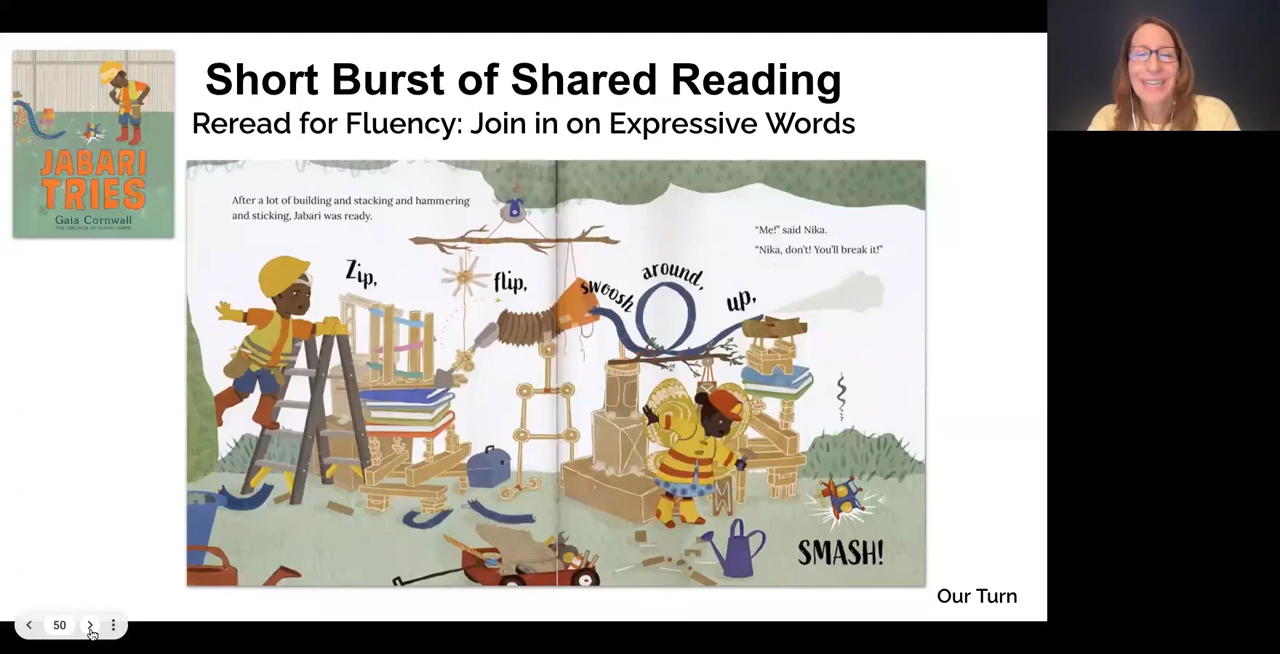 Short Burst of Shared Reading
Reread for Fluency: Join in on Expressive Words
JABARI
TRIES
Gaia Cornwall
After a lot of building and stacking and hammering
and sticking, Jabari was ready.
"Me!" said Nika.
"Nika, don't! You'll break it!"
Zip,
flip,
swoosh
around,
up,
SMASH!
Our Turn
50